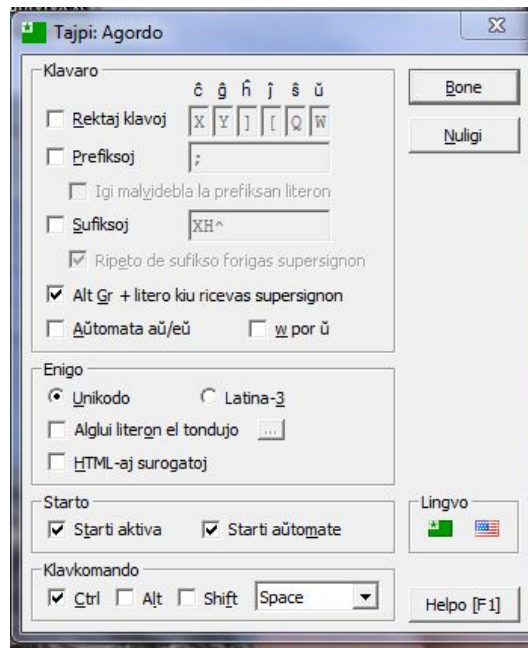 Tajpi: Agordo
Klavaro
ĉ ĝ ĥ ĵ ŝ ŭ
Rektaj klavoj X Y ] [ Q W
Prefiksoj ;
Igi malvidebla la prefiksan literon
Sufiksoj XH^
Ripeto de sufikso forigas supersignon
Alt Gr + litero kiu ricevas supersignon
Aŭtomata aŭ/eŭ w por ŭ
Enigo
Unikodo Latina-3
Alglui literon el tondujo ...
HTML-aj surogatoj
Starto
Starti aktiva Starti aŭtomate
Klavkomando
Ctrl Alt Shift Space
Bone
Nuligi
Lingvo
Helpo [F1]